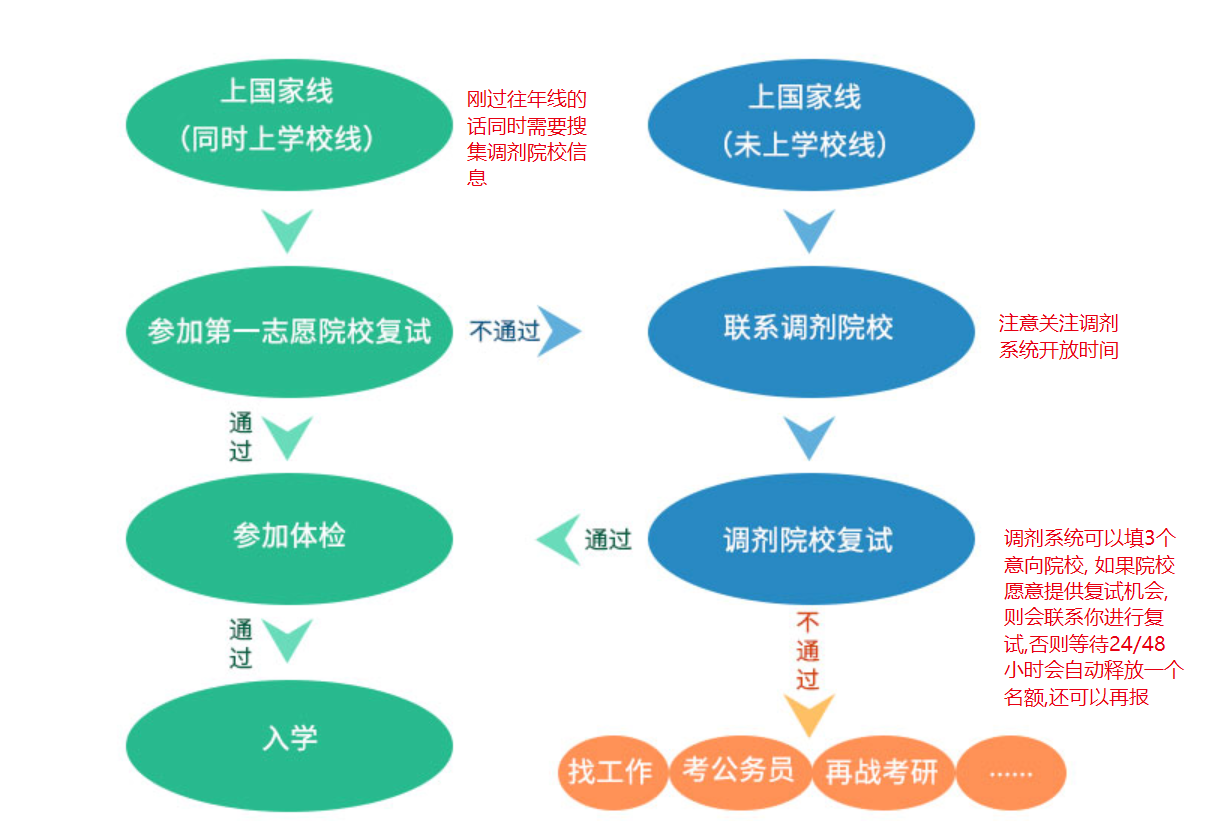 上国家线
（同时上学校线）
刚过往年线的
话同时需要搜
集调剂院校信
息
上国家线
（未上学校线）
参加第一志愿院校复试
不通过
联系调剂院校
注意关注调剂
系统开放时间
通
过
参加体检
通过
调剂院校复试
调剂系统可以填3个
意向院校, 如果院校
愿意提供复试机会,
则会联系你进行复
试,否则等待24/48
小时会自动释放一个
名额,还可以再报
通
过
不
通
过
入学
找工作
考公务员
再战考研
......